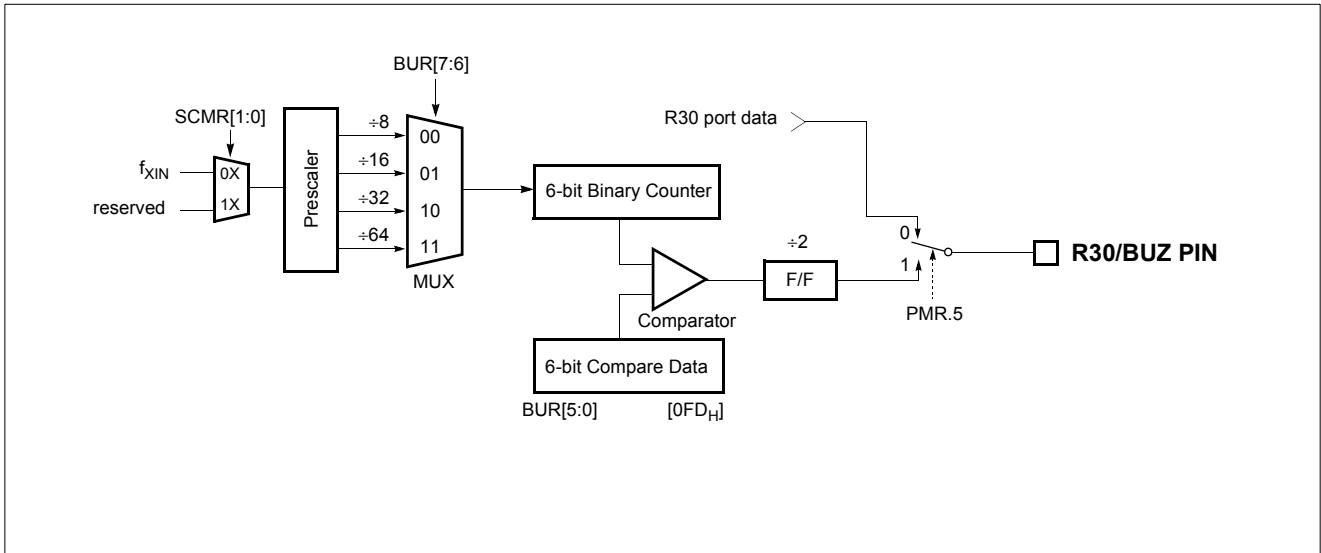 BUR[7:6]
SCMR[1:0]
fXIN
reserved
0X
1X
Prescaler
÷8
÷16
÷32
÷64
00
01
10
11
MUX
6-bit Binary Counter
Comparator
6-bit Compare Data
BUR[5:0] [0FDH]
÷2
F/F
R30 port data
0
1
PMR.5
R30/BUZ PIN